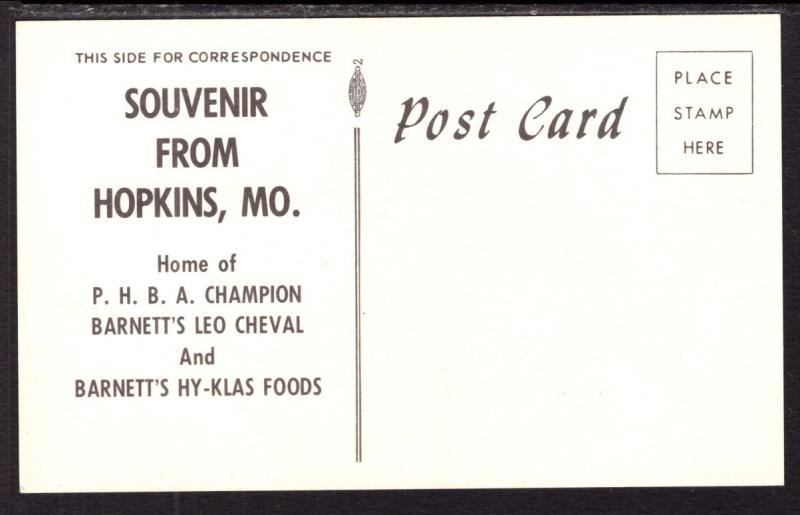 THIS SIDE FOR CORRESPONDENCE
SOUVENIR
FROM
HOPKINS, MO.
Home of
P. H. B. A. CHAMPION
BARNETT'S LEO CHEVAL
And
BARNETT'S HY-KLAS FOODS
2
Post Card
PLACE
STAMP
HERE